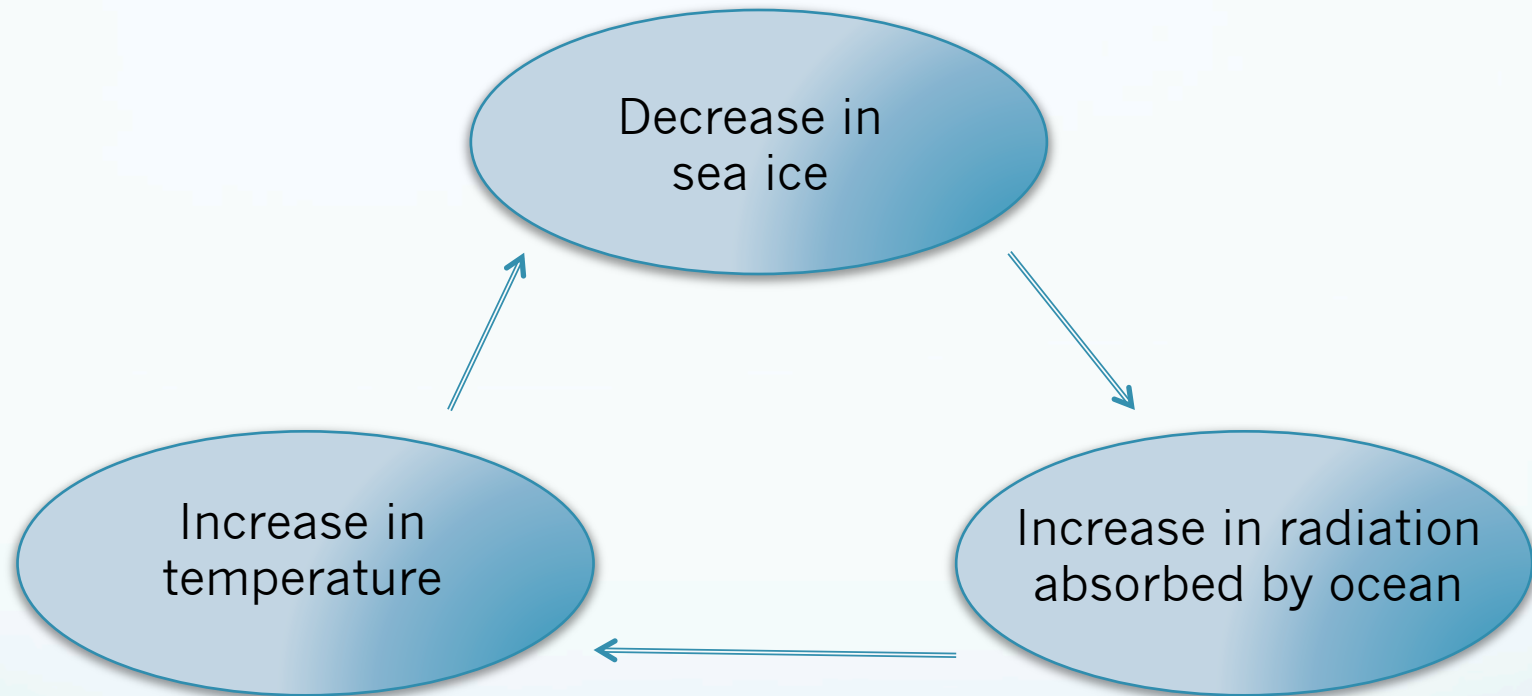 Decrease in
sea ice
Increase in
temperature
Increase in radiation
absorbed by ocean